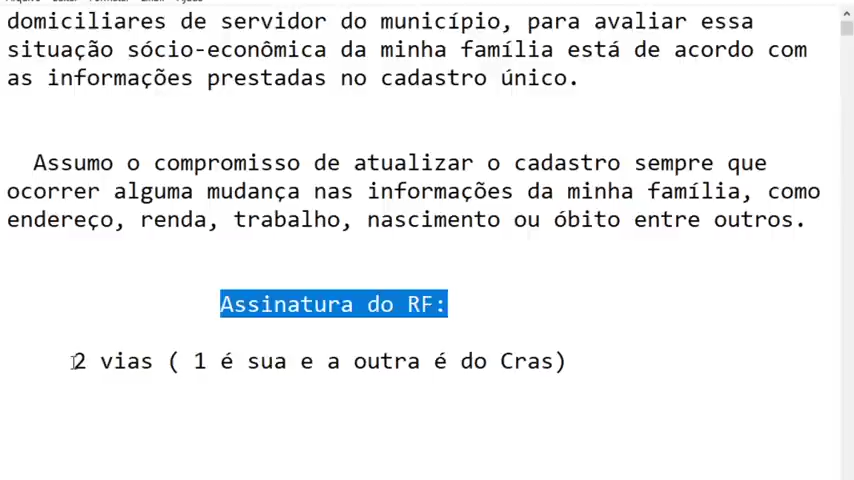 domiciliares de servidor do município, para avaliar essa
situação sócio-econômica da minha família está de acordo com
as informações prestadas no cadastro único.
Assumo o compromisso de atualizar o cadastro sempre que
ocorrer alguma mudança nas informações da minha família, como
endereço, renda, trabalho, nascimento ou óbito entre outros.
Assinatura do RF:
2 vias ( 1 é sua e a outra é do Cras)